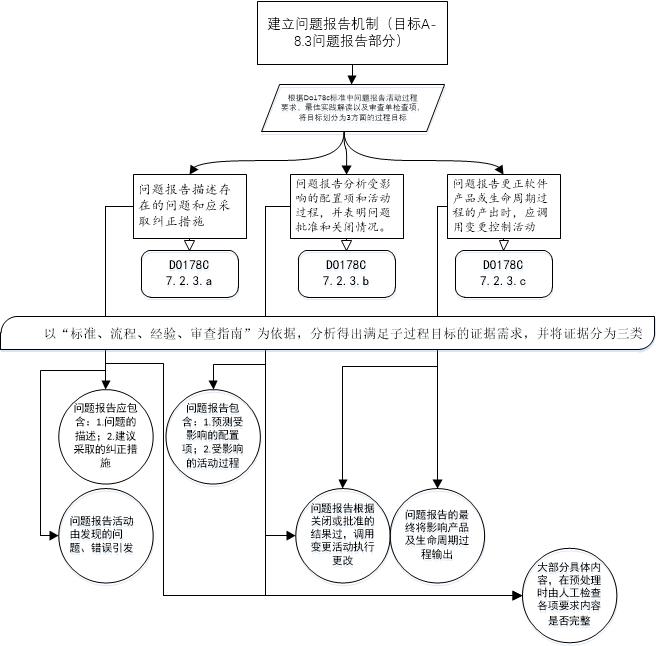 建立问题报告机制（目标A-
8.3问题报告部分）
根据Do178c标准中问题报告活动过程
要求、最佳实践解读以及审查单检查项，
将目标划分为3方面的过程目标
问题报告描述存
在的问题和应采
取纠正措施
问题报告分析受影
响的配置项和活动
过程，并表明问题
批准和关闭情况。
问题报告更正软件
产品或生命周期过
程的产出时，应调
用变更控制活动
DO178C
7.2.3.a
DO178C
7.2.3.b
DO178C
7.2.3.c
以“标准、流程、经验、审查指南”为依据，分析得出满足子过程目标的证据需求，并将证据分为三类
问题报告应包
含：1.问题的
描述；2.建议
采取的纠正措
施
问题报告包
含：1.预测受
影响的配置
项；2.受影响
的活动过程
问题报告活动
由发现的问
题、错误引发
问题报告根据
关闭或批准的
结果过，调用
变更活动执行
更改
问题报告的最
终将影响产品
及生命周期过
程输出
大部分具体内
容，在预处理
时由人工检查
各项要求内容
是否完整